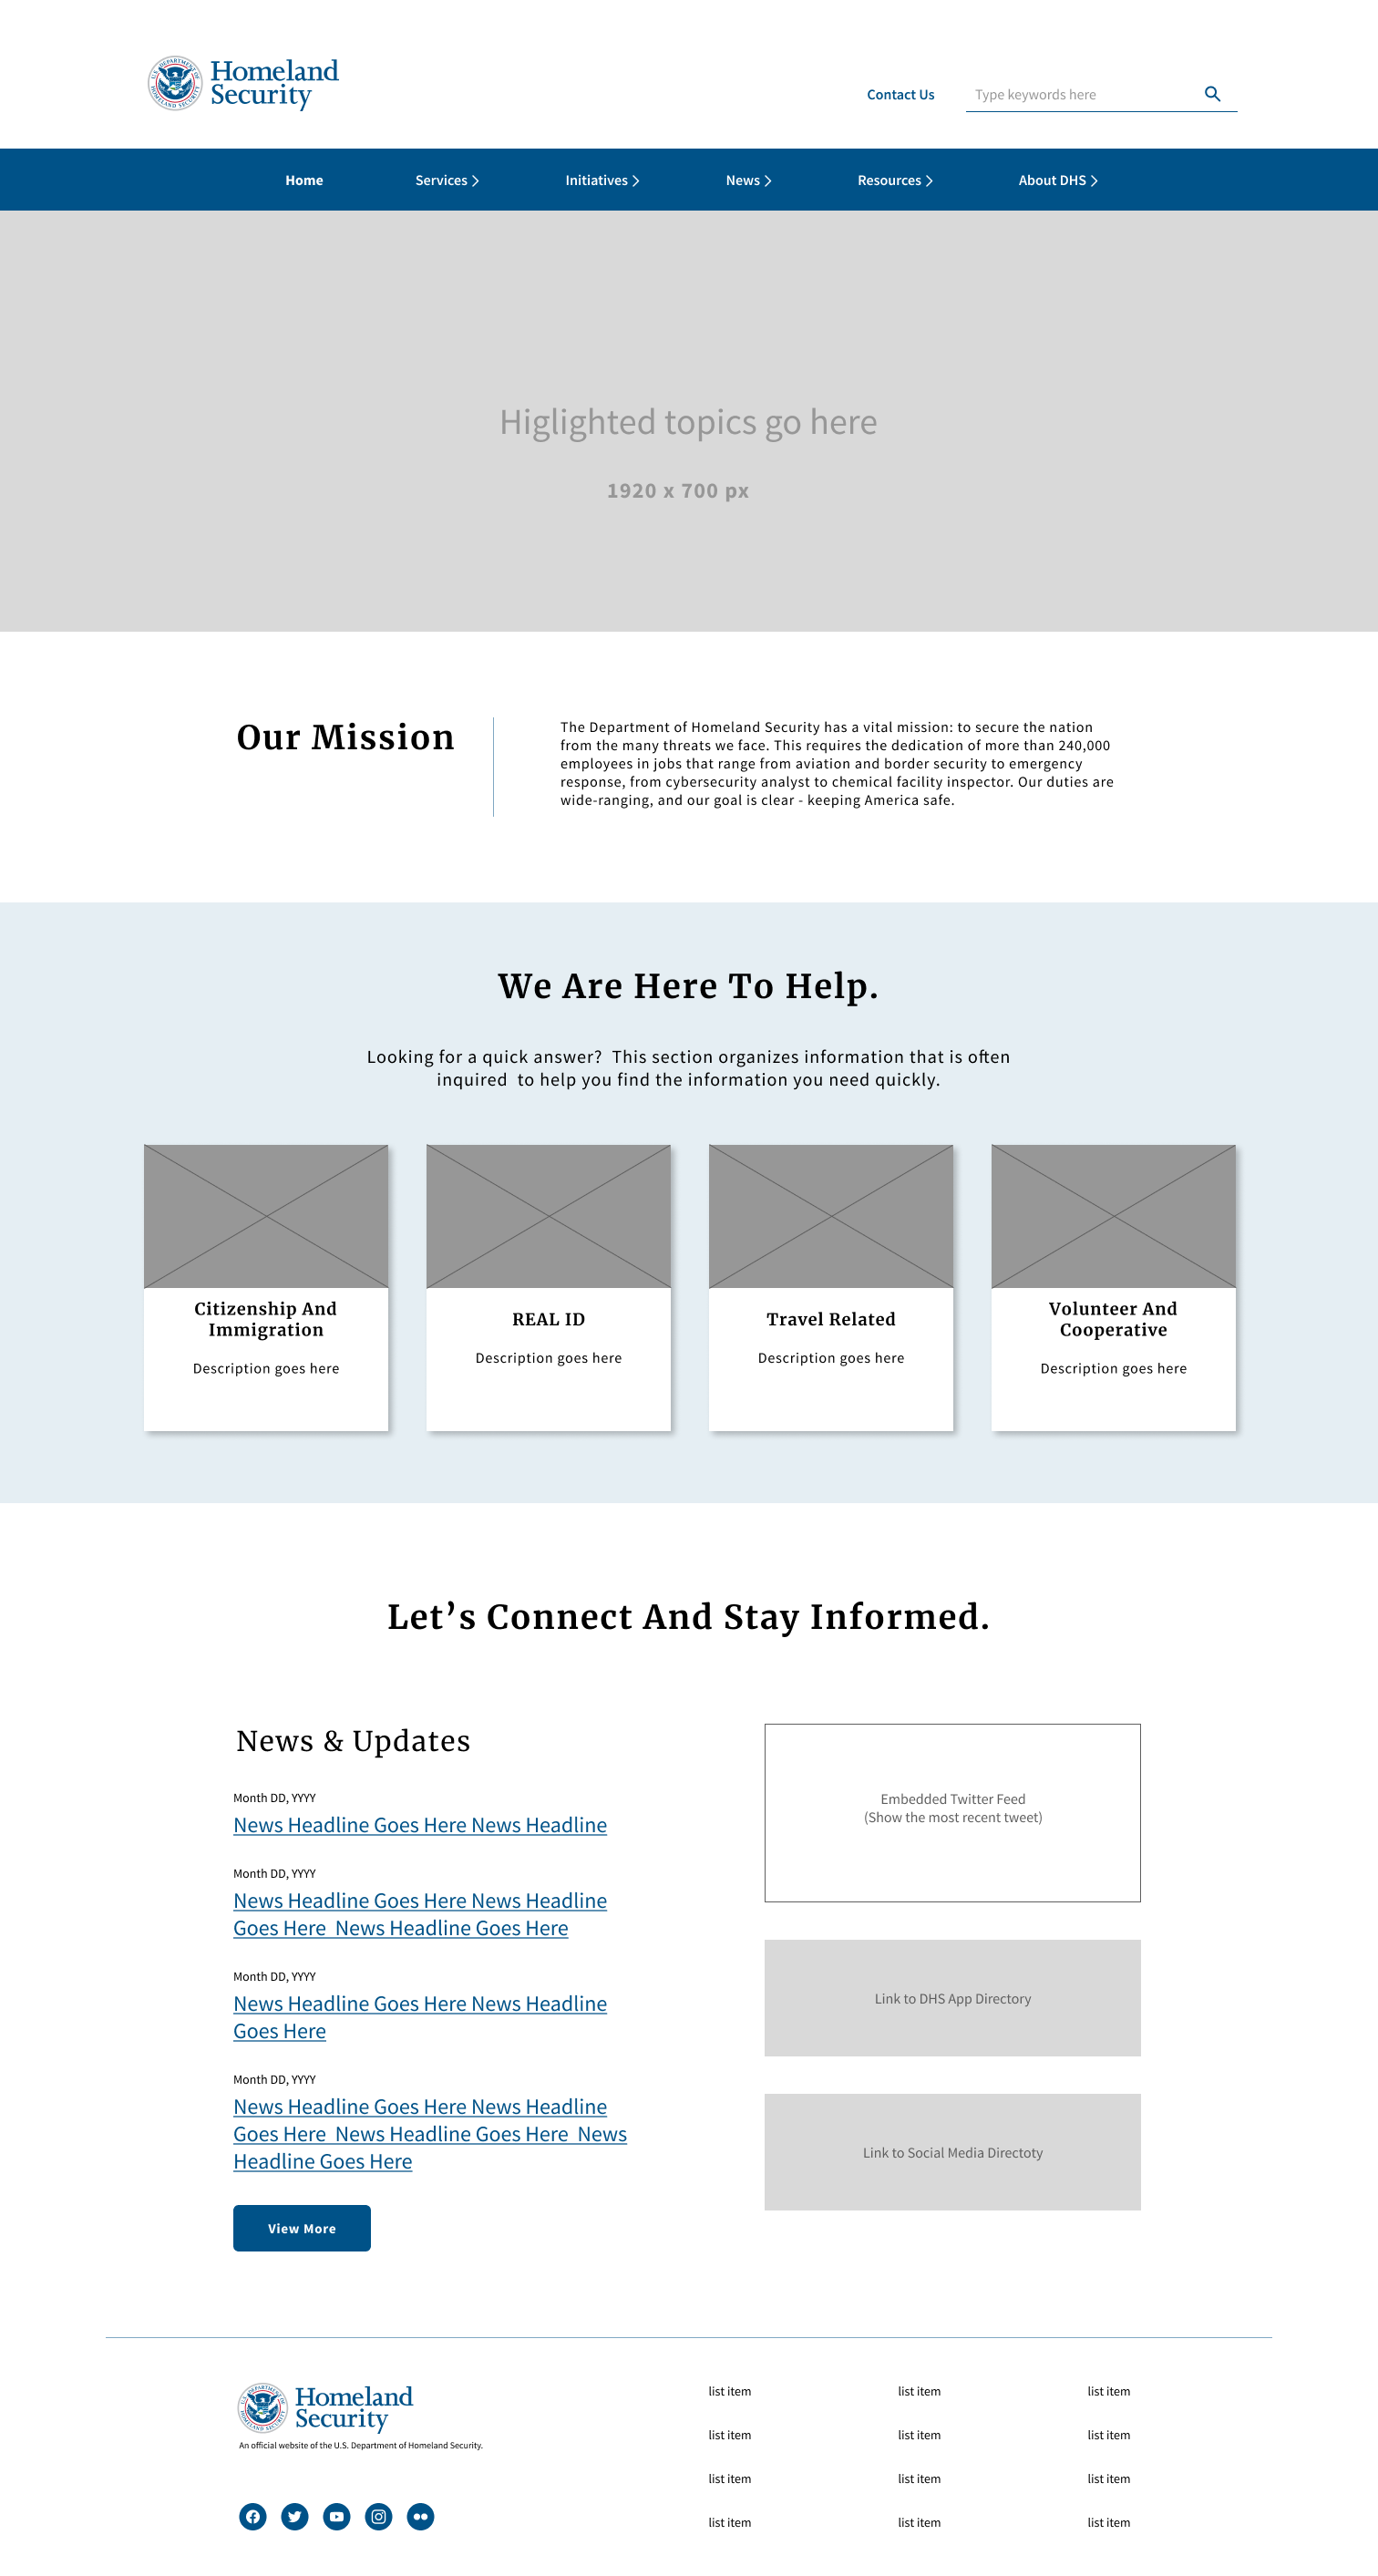 U.S. DEPARTMENT OF
HOMELAND SECURITY
Homeland
Security
Contact Us
Type keywords here
Home
Services
Initiatives
News
Resources
About DHS
Higlighted topics go here
1920 x 700 px
Our Mission
The Department of Homeland Security has a vital mission: to secure the nation
from the many threats we face. This requires the dedication of more than 240,000
employees in jobs that range from aviation and border security to emergency
response, from cybersecurity analyst to chemical facility inspector. Our duties are
wide-ranging, and our goal is clear - keeping America safe.
We Are Here To Help.
Looking for a quick answer?  This section organizes information that is often
inquired  to help you find the information you need quickly.
Citizenship And
Immigration
Description goes here
REAL ID
Description goes here
Travel Related
Description goes here
Volunteer And
Cooperative
Description goes here
Let’s Connect And Stay Informed.
News & Updates
Month DD, YYYY
News Headline Goes Here News Headline
Month DD, YYYY
News Headline Goes Here News Headline
Goes Here  News Headline Goes Here
Month DD, YYYY
News Headline Goes Here News Headline
Goes Here
Month DD, YYYY
News Headline Goes Here News Headline
Goes Here  News Headline Goes Here  News
Headline Goes Here
View More
Embedded Twitter Feed
(Show the most recent tweet)
Link to DHS App Directory
Link to Social Media Directoty
U.S. DEPARTMENT OF
HOMELAND SECURITY
Homeland
Security
An official website of the U.S. Department of Homeland Security.
list item
list item
list item
list item
list item
list item
list item
list item
list item
list item
list item
list item